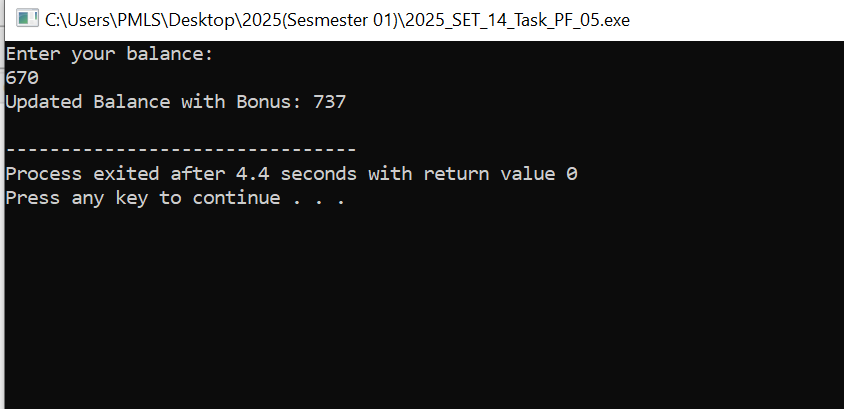 C:\Users\PMLS\Desktop\2025(Sesmester 01)\2025_SET_14_Task_PF_05.exe
Enter your balance:
670
Updated Balance with Bonus: 737
--------------------------------
Process exited after 4.4 seconds with return value 0
Press any key to continue . . .